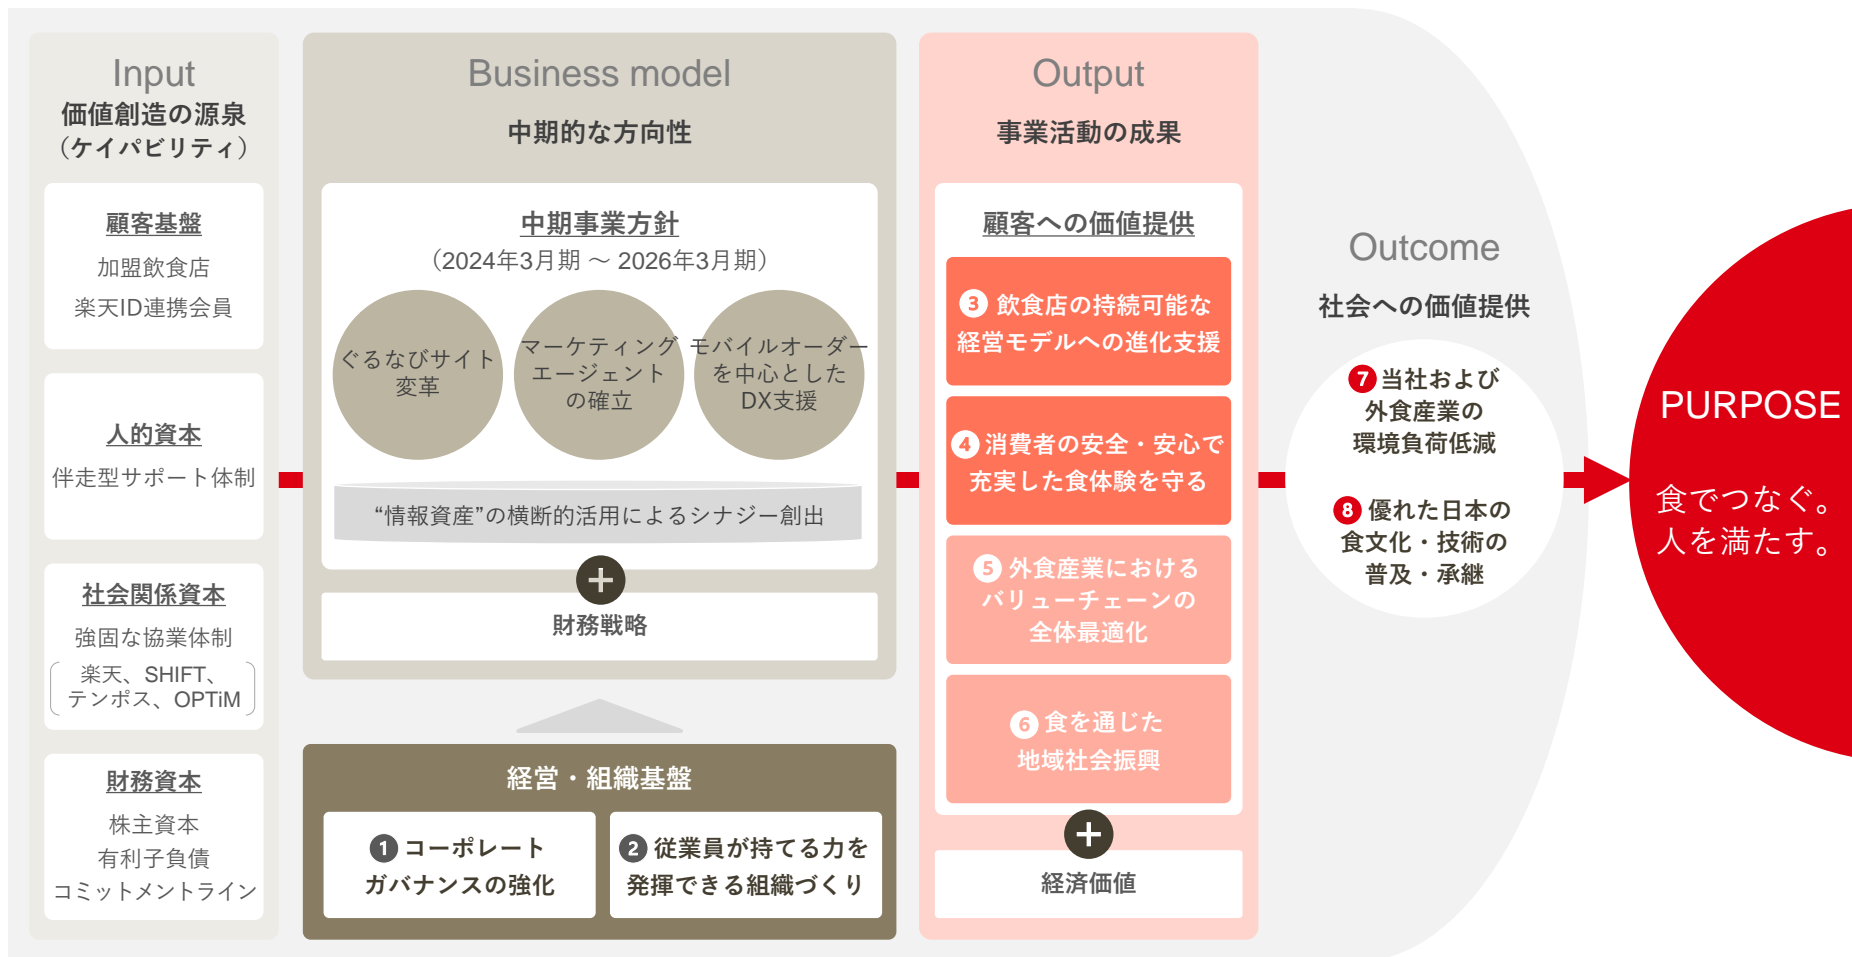 Input
価値創造の源泉
（ケイパビリティ）
顧客基盤
加盟飲食店
楽天ID連携会員
人的資本
伴走型サポート体制
社会関係資本
強固な協業体制
楽天、SHIFT、
テンポス、OPTiM
財務資本
株主資本
有利子負債
コミットメントライン
Business model
中期的な方向性
中期事業方針
（2024年3月期 ～ 2026年3月期）
ぐるなびサイト
変革
マーケティング
エージェント
の確立
モバイルオーダー
を中心とした
DX支援
“情報資産”の横断的活用によるシナジー創出
+
財務戦略
経営・組織基盤
1 コーポレート
ガバナンスの強化
2 従業員が持てる力を
発揮できる組織づくり
Output
事業活動の成果
顧客への価値提供
3 飲食店の持続可能な
経営モデルへの進化支援
4 消費者の安全・安心で
充実した食体験を守る
5 外食産業における
バリューチェーンの
全体最適化
6 食を通じた
地域社会振興
+
経済価値
Outcome
社会への価値提供
7 当社および
外食産業の
環境負荷低減
8 優れた日本の
食文化・技術の
普及・承継
PURPOSE
食でつなぐ。
人を満たす。